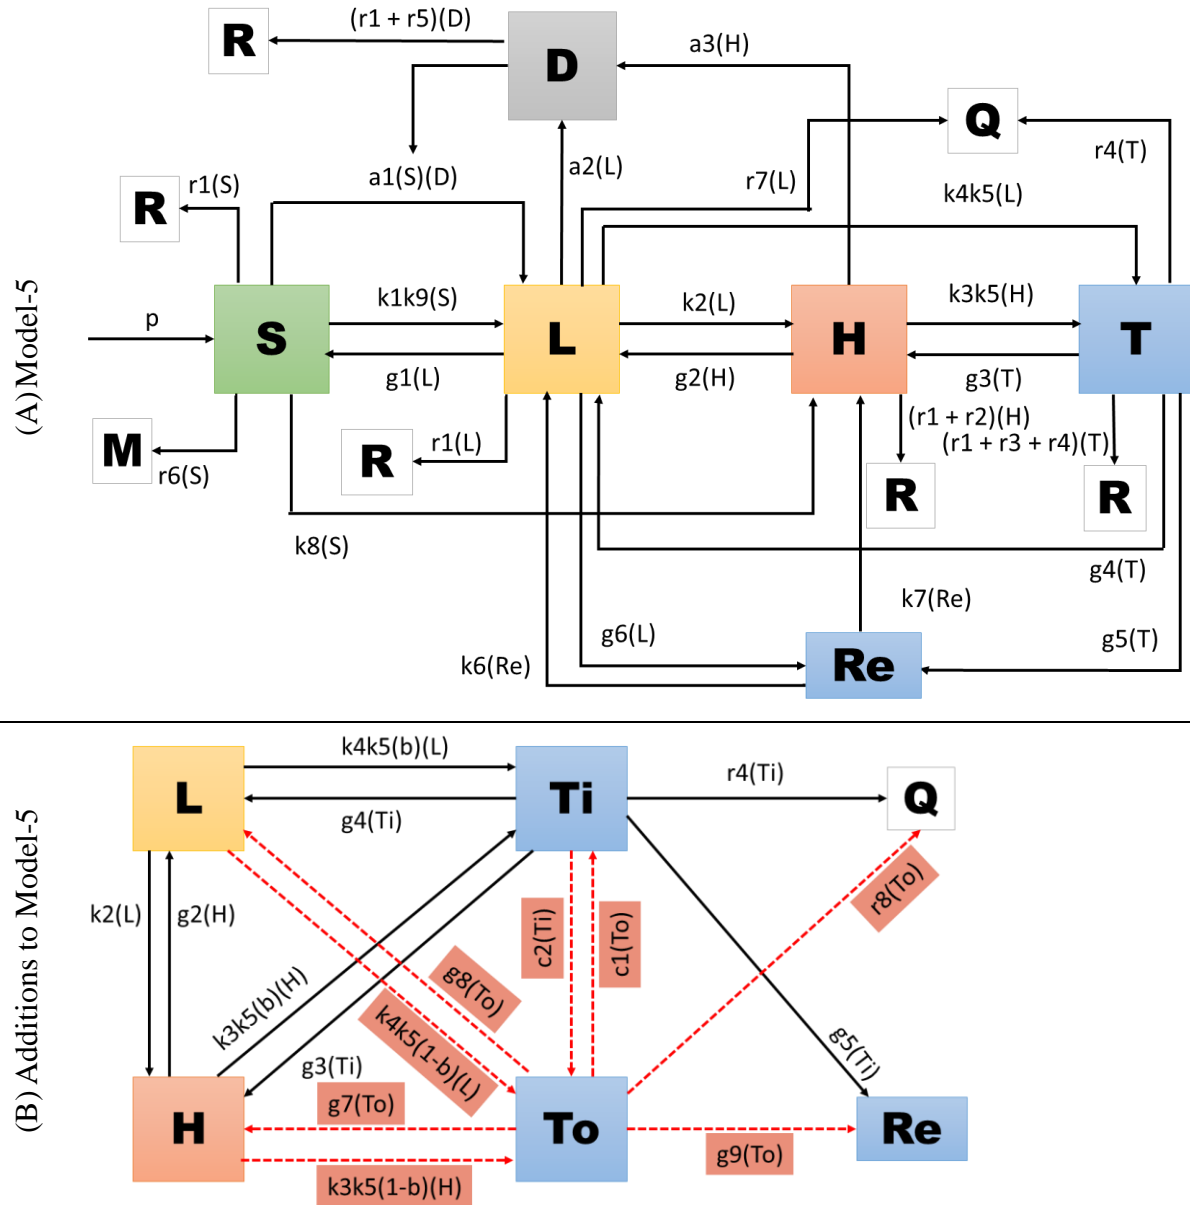 (A) Model-5
(r1 + r5)(D)
R
D
a3(H)
Q
r4(T)
r1(S)
R
a1(S)(D)
a2(L)
r7(L)
k4k5(L)
p
S
k1k9(S)
g1(L)
L
k2(L)
g2(H)
H
k3k5(H)
g3(T)
T
M
r6(S)
R
r1(L)
(r1 + r2)(H)
(r1 + r3 + r4)(T)
R
R
k8(S)
g4(T)
k7(Re)
g6(L)
k6(Re)
Re
g5(T)
(B) Additions to Model-5
L
k4k5(b)(L)
g4(Ti)
Ti
r4(Ti)
Q
k2(L)
g2(H)
c2(Ti)
c1(To)
r8(To)
k3k5(b)(H)
g8(To)
k4k5(1-b)(L)
g3(Ti)
g5(Ti)
H
g7(To)
k3k5(1-b)(H)
To
g9(To)
Re